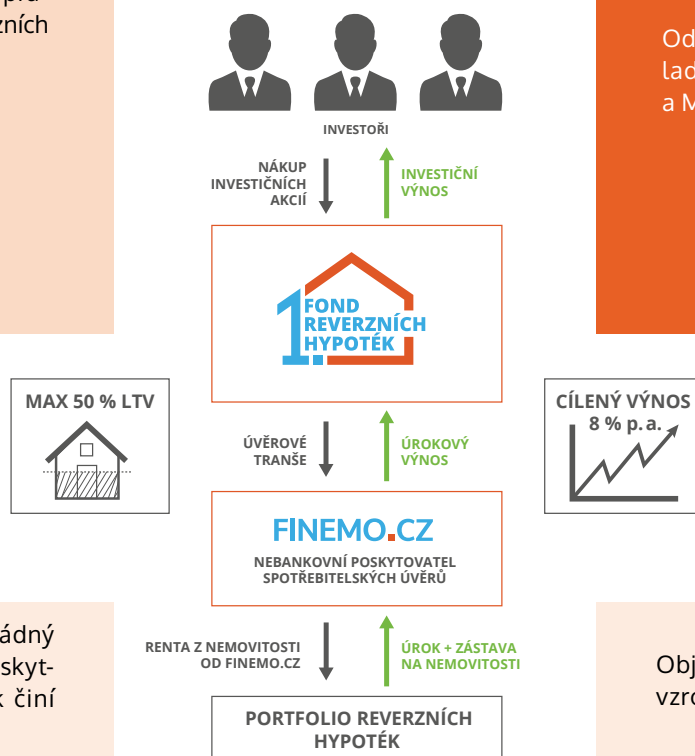 zních
Od
lad
a M
INVESTOŘI
NÁKUP
INVESTIČNÍCH
AKCIÍ
INVESTIČNÍ
VÝNOS
1. FOND
REVERZNÍCH
HYPOTÉK
MAX 50 % LTV
CÍLENÝ VÝNOS
8 % p. a.
ÚVĚROVÉ
TRANŠE
ÚROKOVÝ
VÝNOS
FINEMO.CZ
NEBANKOVNÍ POSKYTOVATEL
SPOTŘEBITELSKÝCH ÚVĚRŮ
ádný
skyt-
k činí
RENTA Z NEMOVITOSTI
OD FINEMO.CZ
ÚROK + ZÁSTAVA
NA NEMOVITOSTI
Obj
vzro
PORTFOLIO REVERZNÍCH
HYPOTÉK